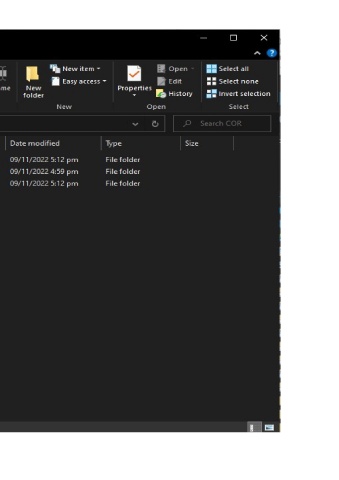 New item
Open
Select all
Easy access
Edit
Select none
me
New
folder
Properties
History
Invert selection
New
Open
Select
Search COR
Date modified
Type
Size
09/11/2022 5:12 pm
File folder
09/11/2022 4:59 pm
File folder
09/11/2022 5:12 pm
File folder